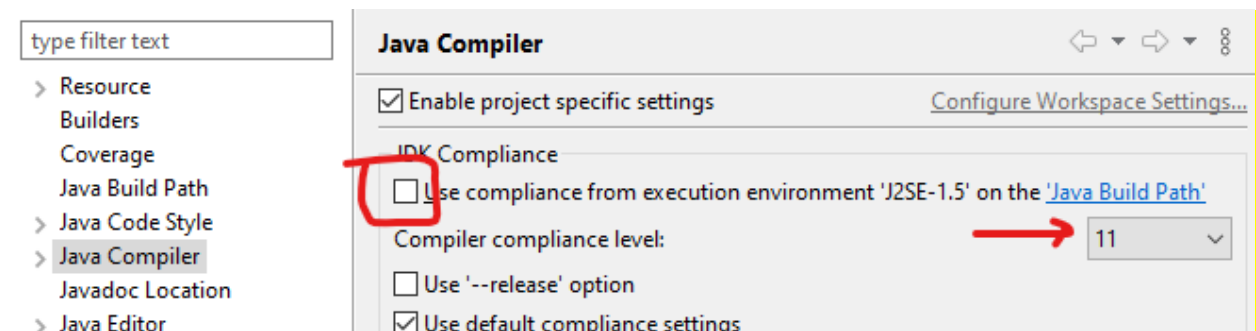 type filter text
Resource
Builders
Coverage
Java Build Path
Java Code Style
Java Compiler
Javadoc Location
Java Editor
Java Compiler
Enable project specific settings
Configure Workspace Settings...
JDK Compliance
Use compliance from execution environment 'J2SE-1.5' on the 'Java Build Path'
Compiler compliance level:
11
Use '--release' option
Use default compliance settings